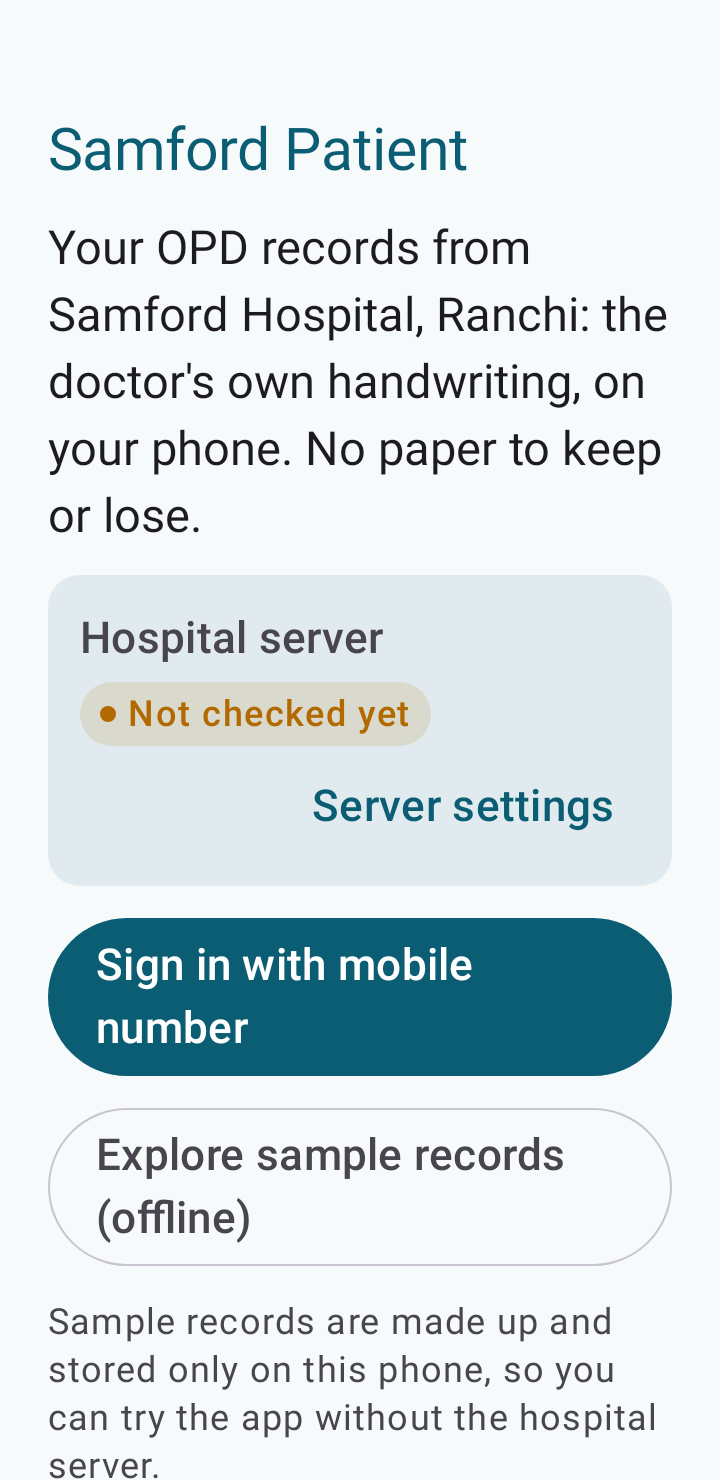 Samford Patient
Your OPD records from
Samford Hospital, Ranchi: the
doctor's own handwriting, on
your phone. No paper to keep
or lose.
Hospital server
Not checked yet
Server settings
Sign in with mobile
number
Explore sample records
(offline)
Sample records are made up and
stored only on this phone, so you
can try the app without the hospital
server.